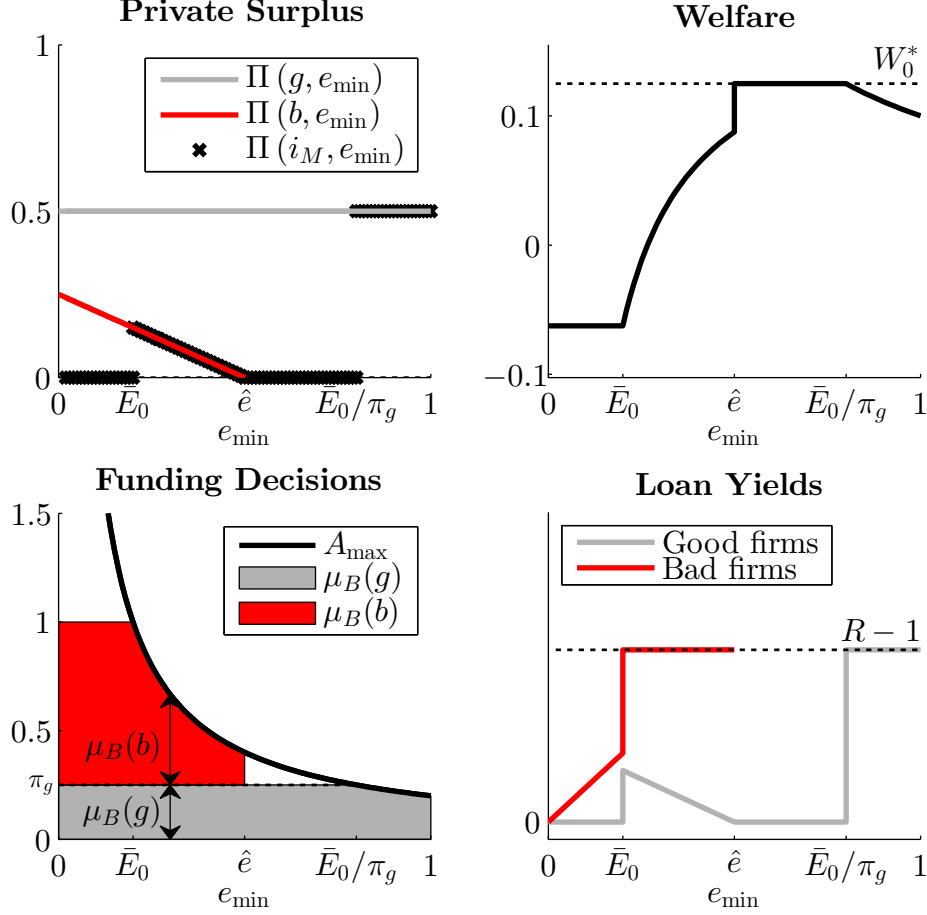 Private Surplus
1
0.5
0
Π (g, e_min)
Π (b, e_min)
Π (i_M, e_min)
0 Ē_0 ê Ē_0/π_g 1
e_min
Welfare
W_0^*
0.1
0
−0.1
0 Ē_0 ê Ē_0/π_g 1
e_min
Funding Decisions
1.5
1
0.5
π_g
0
A_max
μ_B(g)
μ_B(b)
μ_B(b)
μ_B(g)
0 Ē_0 ê Ē_0/π_g 1
e_min
Loan Yields
Good firms
Bad firms
R − 1
0
0 Ē_0 ê Ē_0/π_g 1
e_min